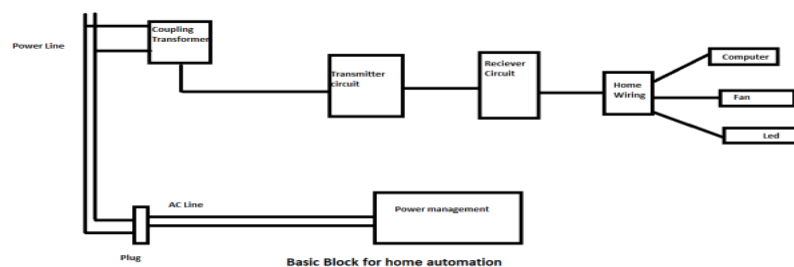 Power Line
Coupling
Transformer
Transmitter
circuit
Reciever
Circuit
Home
Wiring
Computer
Fan
Led
AC Line
Power management
Plug
Basic Block for home automation